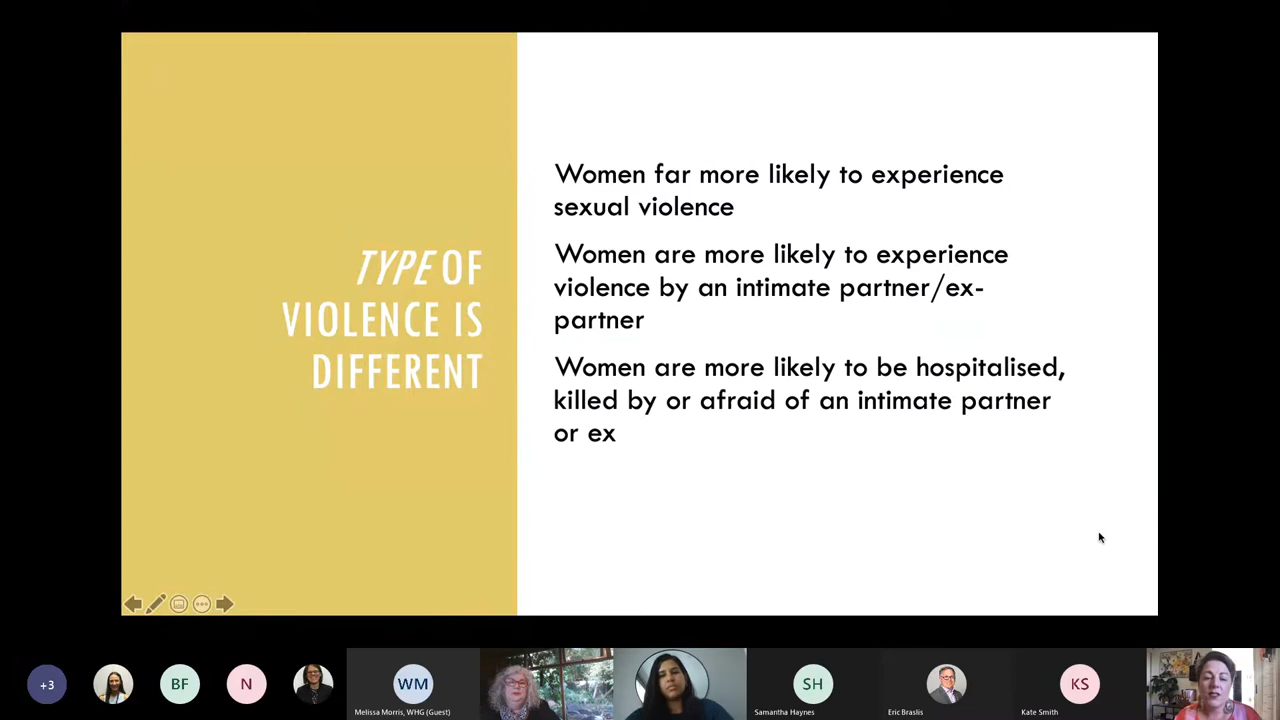 TYPE OF
VIOLENCE IS
DIFFERENT
Women far more likely to experience
sexual violence
Women are more likely to experience
violence by an intimate partner/ex-
partner
Women are more likely to be hospitalised,
killed by or afraid of an intimate partner
or ex
+3
BF
N
WM
Melissa Morris, WHG (Guest)
SH
Samantha Haynes
Eric Braslis
KS
Kate Smith